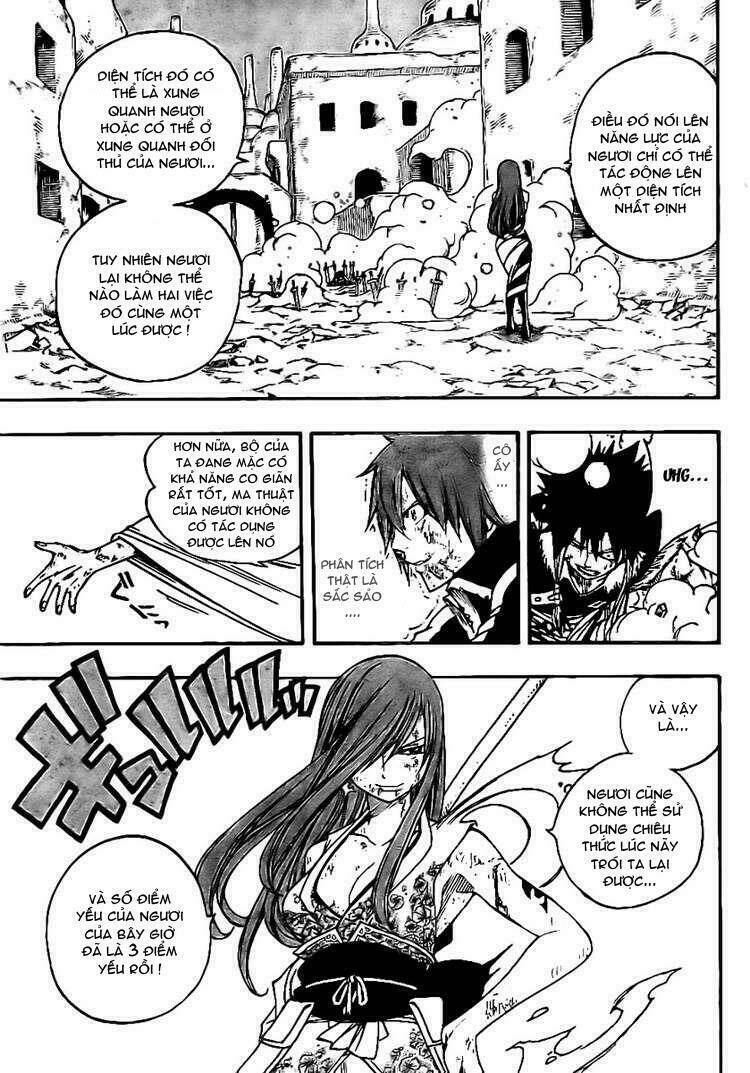 ĐIỀU ĐÓ NÓI LÊN
NĂNG LỰC CỦA
NGƯƠI CHỈ CÓ THỂ
TÁC ĐỘNG LÊN
MỘT DIỆN TÍCH
NHẤT ĐỊNH
DIỆN TÍCH ĐÓ CÓ
THỂ LÀ XUNG
QUANH NGƯƠI
HOẶC CÓ THỂ Ở
XUNG QUANH ĐỐI
THỦ CỦA NGƯƠI...
TUY NHIÊN NGƯƠI
LẠI KHÔNG THỂ
NÀO LÀM HAI VIỆC
ĐÓ CÙNG MỘT
LÚC ĐƯỢC !
UHG...
CÔ
ẤY
...
PHÂN TÍCH
THẬT LÀ
SẮC SẢO
....
HƠN NỮA, BỘ CỦA
TA ĐANG MẶC CÓ
KHẢ NĂNG CO GIÃN
RẤT TỐT, MA THUẬT
CỦA NGƯƠI KHÔNG
CÓ TÁC DỤNG
ĐƯỢC LÊN NÓ
VÀ VẬY
LÀ...
NGƯƠI CŨNG
KHÔNG THỂ SỬ
DỤNG CHIÊU
THỨC LÚC NÃY
TRÓI TA LẠI
ĐƯỢC...
ギュルルルル...
VÀ SỐ ĐIỂM
YẾU CỦA NGƯƠI
CỦA BÂY GIỜ
ĐÃ LÀ 3 ĐIỂM
YẾU RỒI !